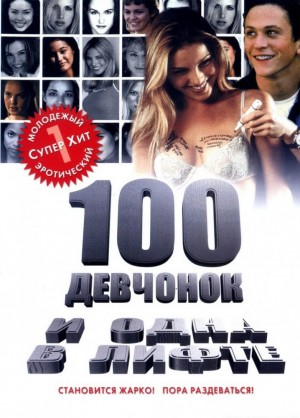 МОЛОДЕЖНЫЙ
1
СУПЕР ХИТ
ЭРОТИЧЕСКИЙ
100
ДЕВЧОНОК
И ОДНА
В ЛИФТЕ
СТАНОВИТСЯ ЖАРКО! ПОРА РАЗДЕВАТЬСЯ!